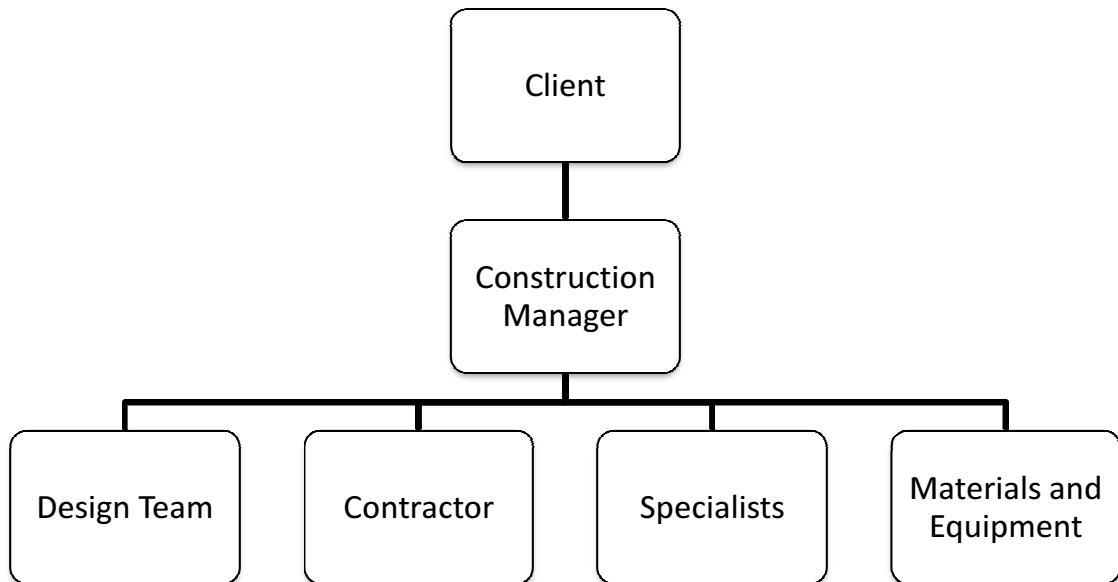 Client
Construction
Manager
Design Team
Contractor
Specialists
Materials and
Equipment